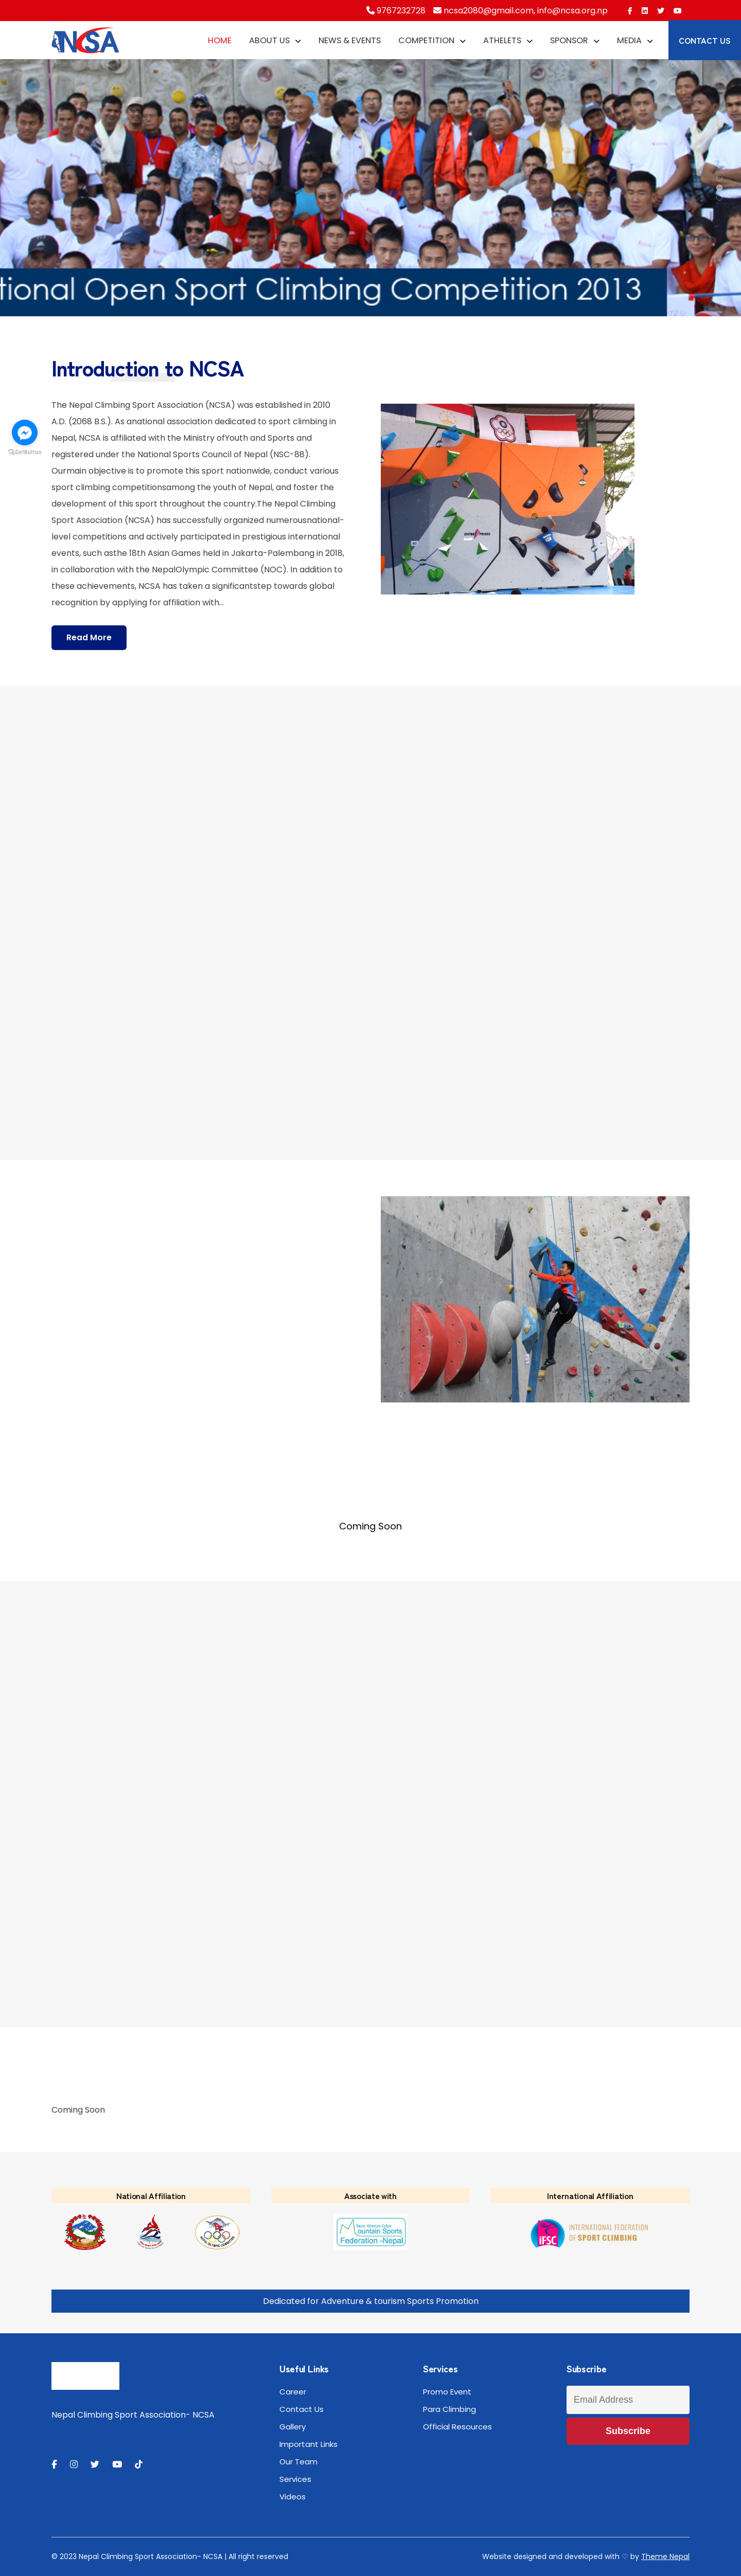 9767232728 ncsa2080@gmail.com, info@ncsa.org.np
NCSA
HOME ABOUT US NEWS & EVENTS COMPETITION ATHELETS SPONSOR MEDIA CONTACT US
tional Open Sport Climbing Competition 2013
Introduction to NCSA
The Nepal Climbing Sport Association (NCSA) was established in 2010
A.D. (2068 B.S.). As anational association dedicated to sport climbing in
Nepal, NCSA is affiliated with the Ministry ofYouth and Sports and
registered under the National Sports Council of Nepal (NSC-88).
Ourmain objective is to promote this sport nationwide, conduct various
sport climbing competitionsamong the youth of Nepal, and foster the
development of this sport throughout the country.The Nepal Climbing
Sport Association (NCSA) has successfully organized numerousnational-
level competitions and actively participated in prestigious international
events, such asthe 18th Asian Games held in Jakarta-Palembang in 2018,
in collaboration with the NepalOlympic Committee (NOC). In addition to
these achievements, NCSA has taken a significantstep towards global
recognition by applying for affiliation with...
GetButton
Read More
Coming Soon
Coming Soon
National Affiliation
Associate with
Mountain Sports
Federation -Nepal
International Affiliation
IFSC
INTERNATIONAL FEDERATION
OF SPORT CLIMBING
Dedicated for Adventure & tourism Sports Promotion
Nepal Climbing Sport Association- NCSA
Useful Links
Career
Contact Us
Gallery
Important Links
Our Team
Services
Videos
Services
Promo Event
Para Climbing
Official Resources
Subscribe
Email Address
Subscribe
© 2023 Nepal Climbing Sport Association- NCSA | All right reserved
Website designed and developed with ♡ by Theme Nepal